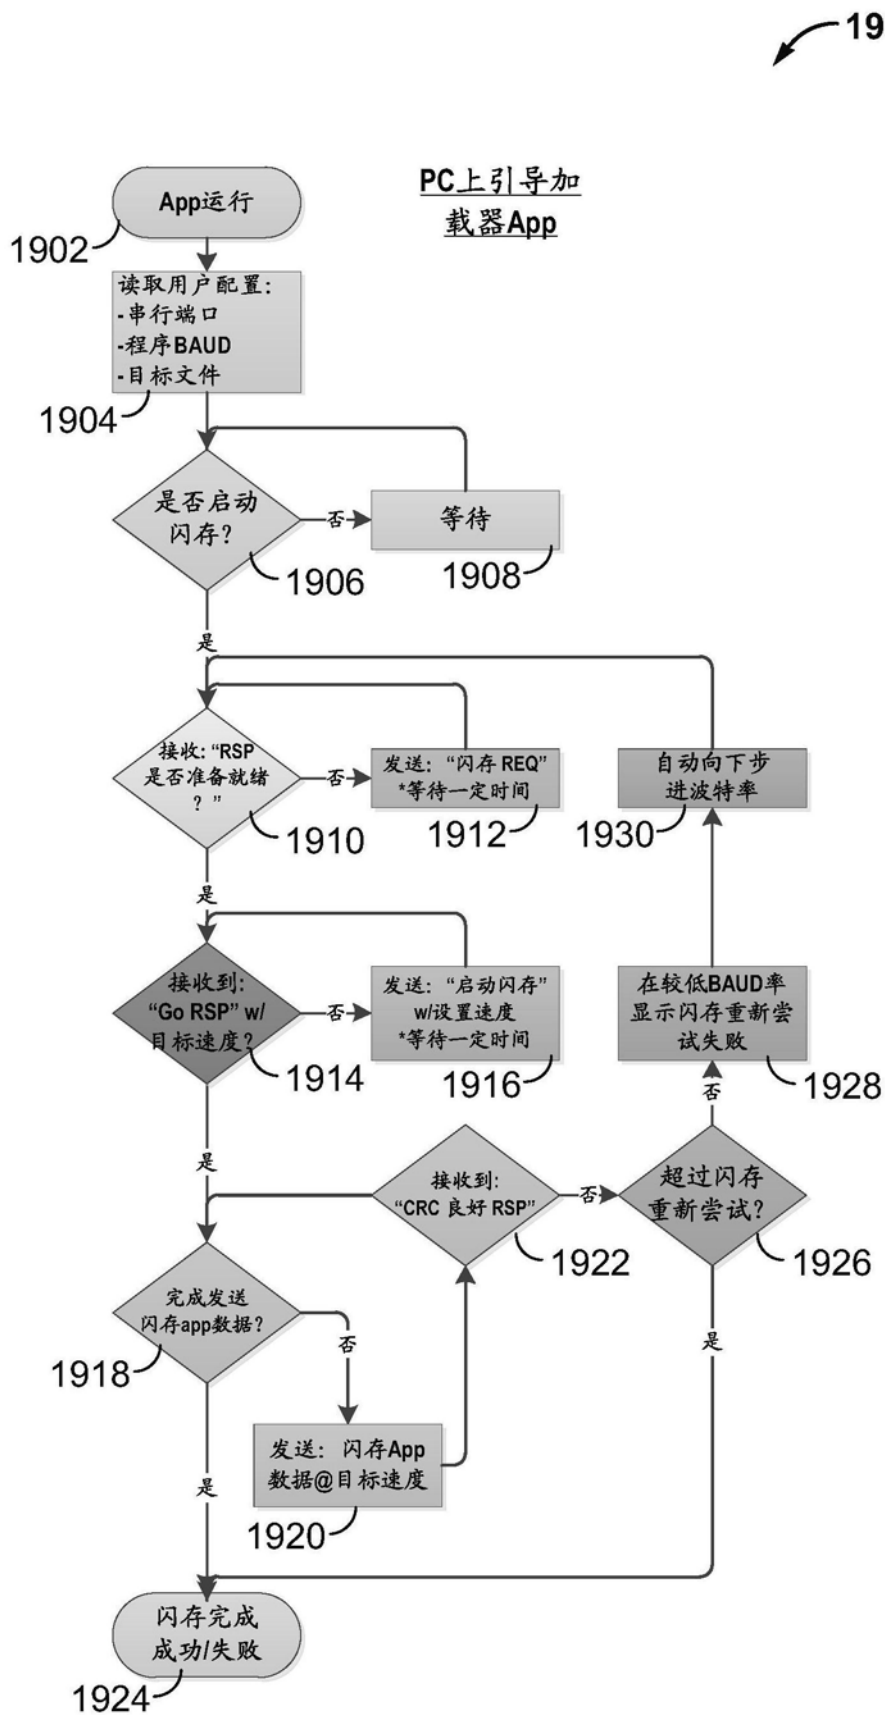 19
PC上引导加
载器App
App运行
1902
读取用户配置:
-串行端口
-程序BAUD
-目标文件
1904
是否启动
闪存?
1906
否
等待
1908
是
接收: “RSP
是否准备就绪
? ”
1910
否
发送: “闪存 REQ”
*等待一定时间
1912
自动向下步
进波特率
1930
是
接收到:
“Go RSP” w/
目标速度?
1914
否
发送: “启动闪存”
w/设置速度
*等待一定时间
1916
在较低BAUD率
显示闪存重新尝
试失败
1928
否
是
接收到:
“CRC 良好 RSP”
1922
否
超过闪存
重新尝试?
1926
完成发送
闪存app数据?
1918
否
是
发送: 闪存App
数据@目标速度
1920
是
闪存完成
成功/失败
1924